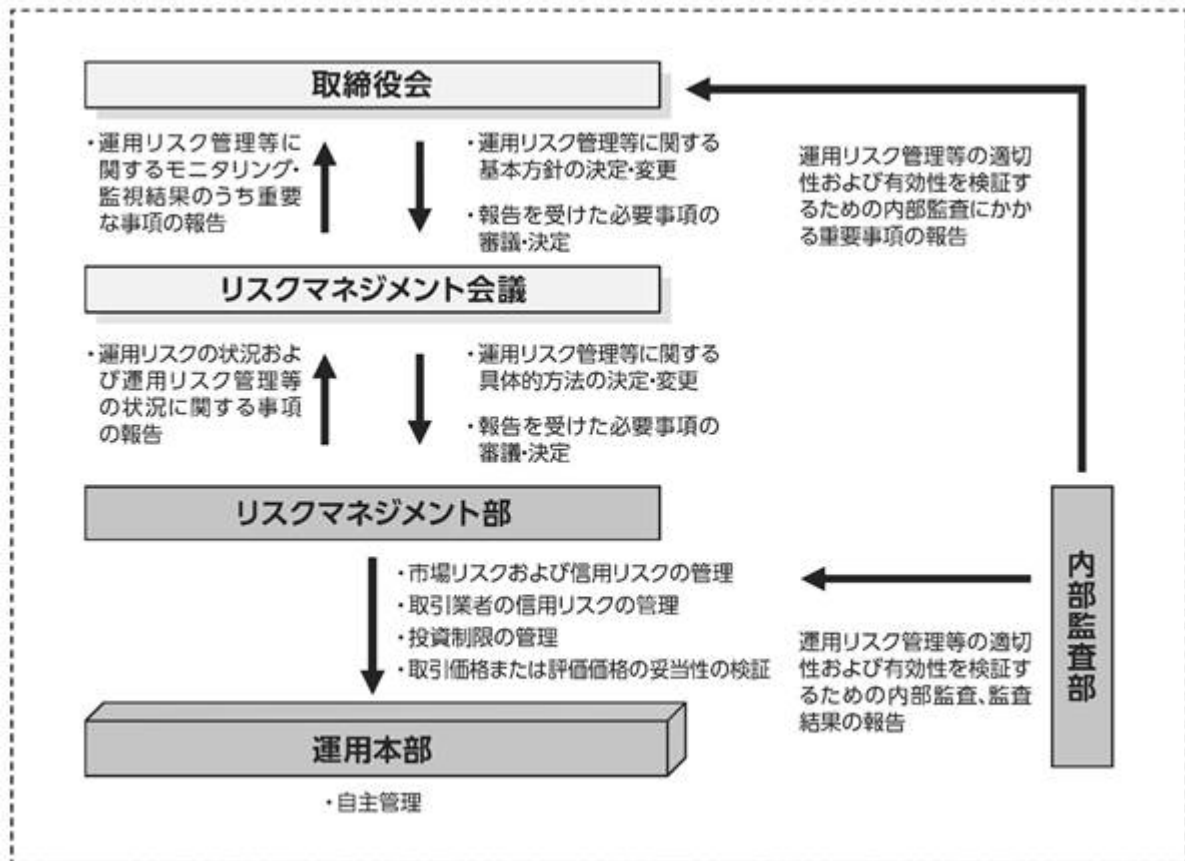 取締役会
・運用リスク管理等に
関するモニタリング・
監視結果のうち重要
な事項の報告
・運用リスク管理等に関する
基本方針の決定・変更
・報告を受けた必要事項の
審議・決定
運用リスク管理等の適切
性および有効性を検証す
るための内部監査にかか
る重要事項の報告
リスクマネジメント会議
・運用リスクの状況およ
び運用リスク管理等
の状況に関する事項
の報告
・運用リスク管理等に関する
具体的方法の決定・変更
・報告を受けた必要事項の
審議・決定
リスクマネジメント部
・市場リスクおよび信用リスクの管理
・取引業者の信用リスクの管理
・投資制限の管理
・取引価格または評価価格の妥当性の検証
運用リスク管理等の適切
性および有効性を検証す
るための内部監査、監査
結果の報告
内部監査部
運用本部
・自主管理